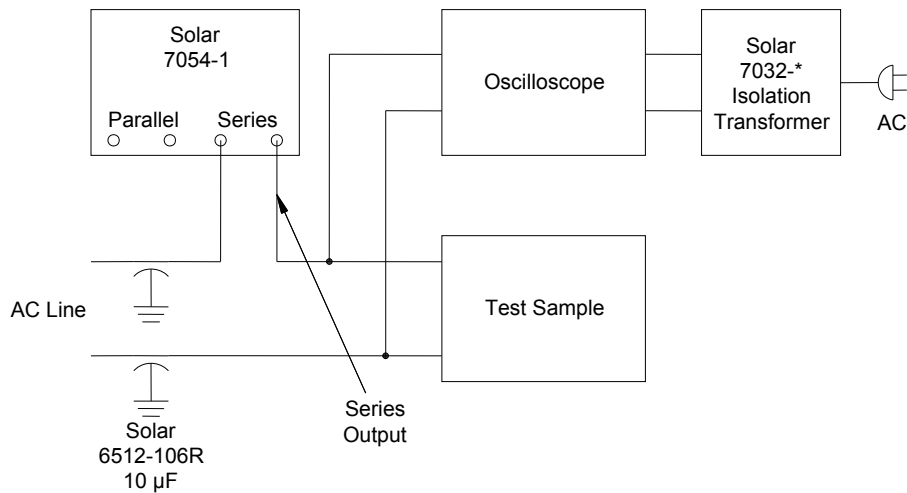 Solar
7054-1
Parallel
Series
Oscilloscope
Solar
7032-*
Isolation
Transformer
AC
AC Line
Test Sample
Series
Output
Solar
6512-106R
10 µF